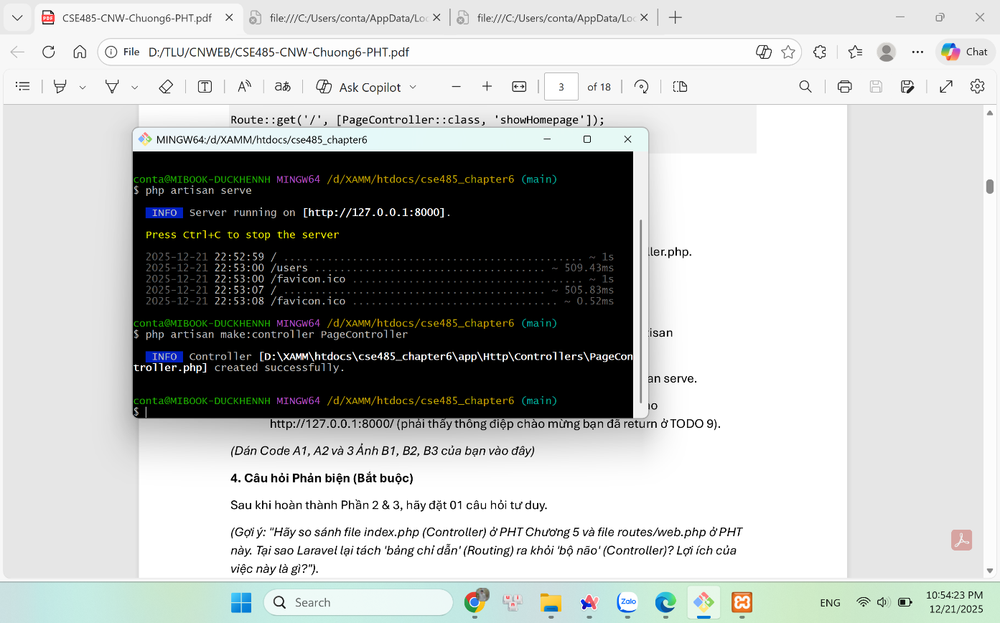 CSE485-CNW-Chuong6-PHT.pdf
file:///C:/Users/conta/AppData/Loc
file:///C:/Users/conta/AppData/Loc
File D:/TLU/CNWEB/CSE485-CNW-Chuong6-PHT.pdf
Chat
Ask Copilot
3 of 18
Route::get('/', [PageController::class, 'showHomepage']);
MINGW64:/d/XAMM/htdocs/cse485_chapter6
conta@MIBOOK-DUCKHENNH MINGW64 /d/XAMM/htdocs/cse485_chapter6 (main)
$ php artisan serve
INFO Server running on [http://127.0.0.1:8000].
Press Ctrl+C to stop the server
2025-12-21 22:52:59 / ................................................ ~ 1s
2025-12-21 22:53:00 /users ..................................... ~ 509.43ms
2025-12-21 22:53:00 /favicon.ico ..................................... ~ 1s
2025-12-21 22:53:07 / .......................................... ~ 505.83ms
2025-12-21 22:53:08 /favicon.ico ................................. ~ 0.52ms
ller.php.
conta@MIBOOK-DUCKHENNH MINGW64 /d/XAMM/htdocs/cse485_chapter6 (main)
$ php artisan make:controller PageController
isan
INFO Controller [D:\XAMM\htdocs\cse485_chapter6\app\Http\Controllers\PageCon
troller.php] created successfully.
an serve.
conta@MIBOOK-DUCKHENNH MINGW64 /d/XAMM/htdocs/cse485_chapter6 (main)
$
http://127.0.0.1:8000/ (phải thấy thông điệp chào mừng bạn đã return ở TODO 9).
(Dán Code A1, A2 và 3 Ảnh B1, B2, B3 của bạn vào đây)
4. Câu hỏi Phản biện (Bắt buộc)
Sau khi hoàn thành Phần 2 & 3, hãy đặt 01 câu hỏi tư duy.
(Gợi ý: "Hãy so sánh file index.php (Controller) ở PHT Chương 5 và file routes/web.php ở PHT
này. Tại sao Laravel lại tách 'bảng chỉ dẫn' (Routing) ra khỏi 'bộ não' (Controller)? Lợi ích của
việc này là gì?").
Search
Zalo
ENG
10:54:23 PM
12/21/2025